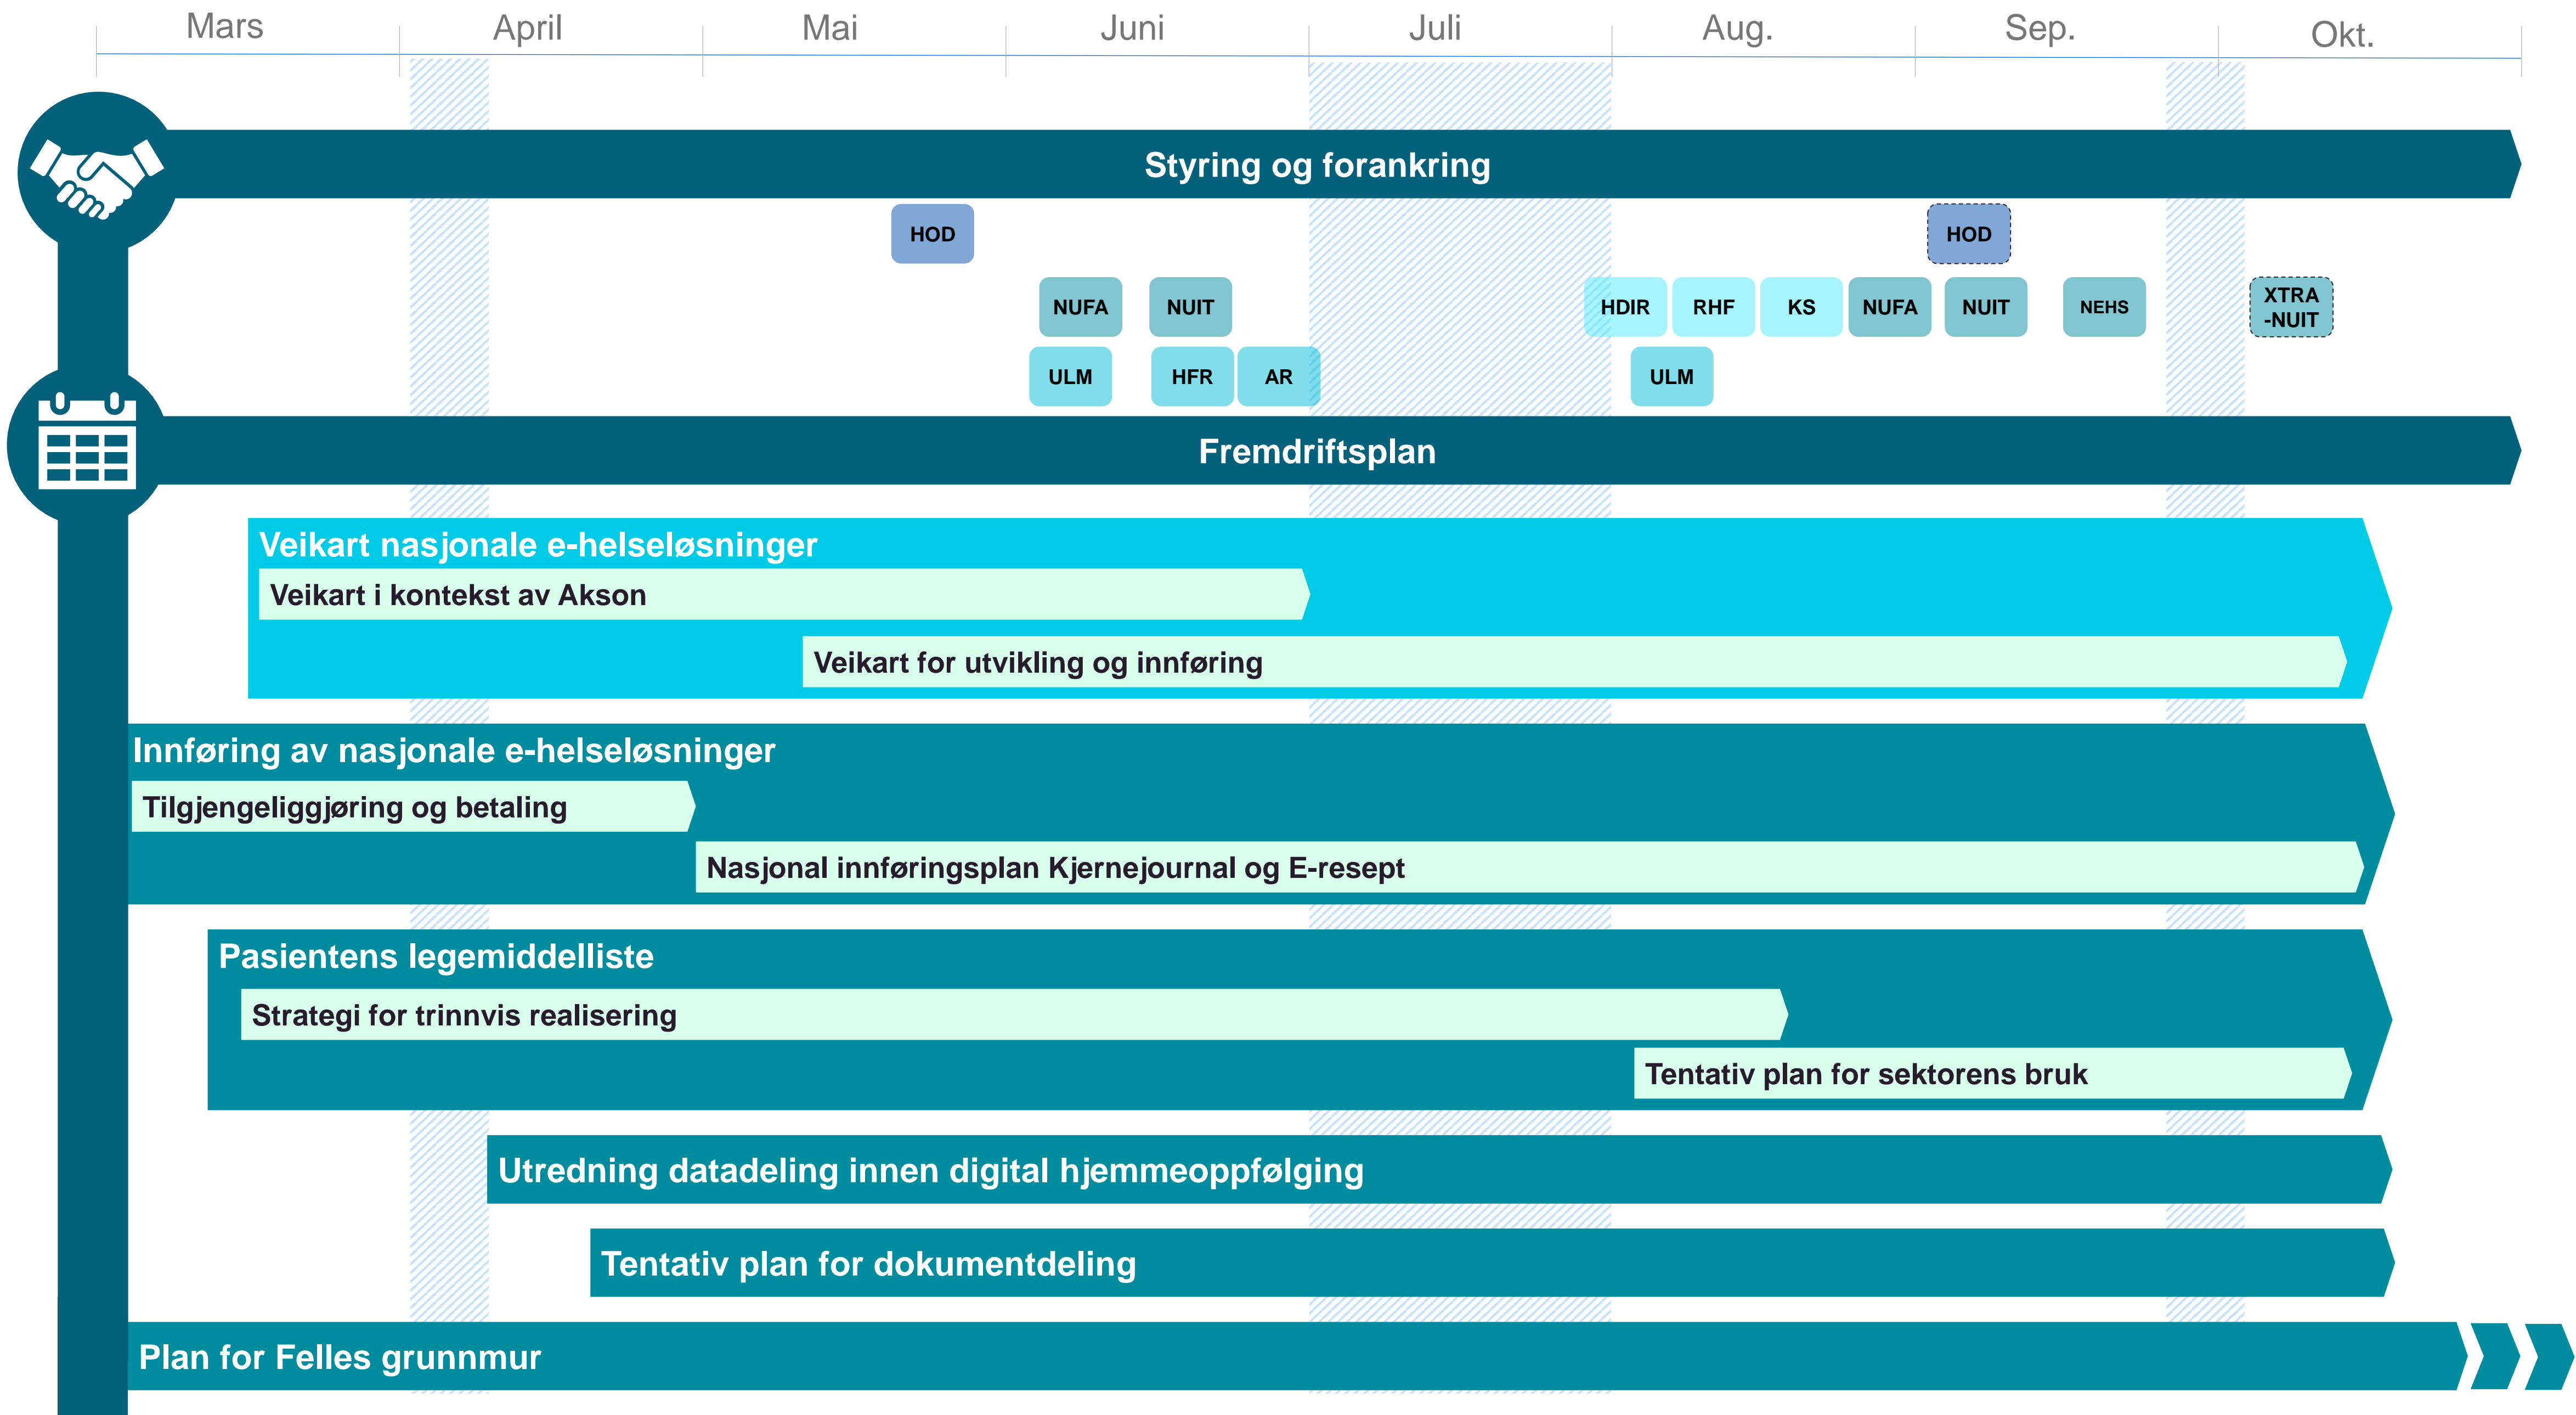 Mars April Mai Juni Juli Aug. Sep. Okt.
Styring og forankring
HOD HOD
NUFA NUIT HDIR RHF KS NUFA NUIT NEHS XTRA
-NUIT
ULM HFR AR ULM
Fremdriftsplan
Veikart nasjonale e-helseløsninger
Veikart i kontekst av Akson
Veikart for utvikling og innføring
Innføring av nasjonale e-helseløsninger
Tilgjengeliggjøring og betaling
Nasjonal innføringsplan Kjernejournal og E-resept
Pasientens legemiddelliste
Strategi for trinnvis realisering
Tentativ plan for sektorens bruk
Utredning datadeling innen digital hjemmeoppfølging
Tentativ plan for dokumentdeling
Plan for Felles grunnmur